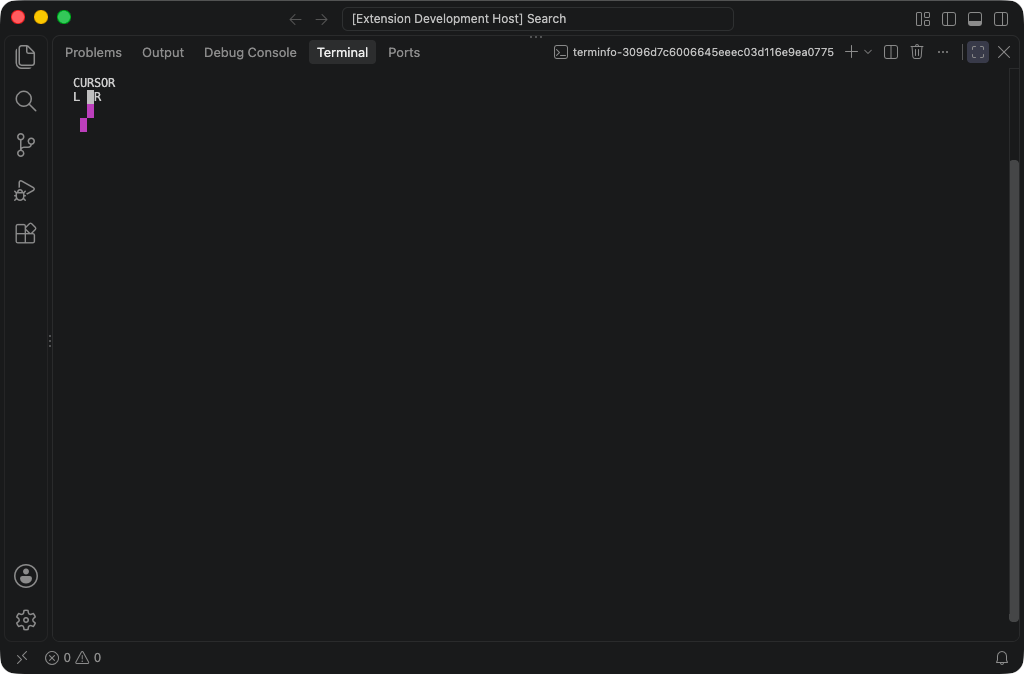 [Extension Development Host] Search
Problems Output Debug Console Terminal Ports
terminfo-3096d7c6006645eeec03d116e9ea0775
CURSOR
L R
0 0